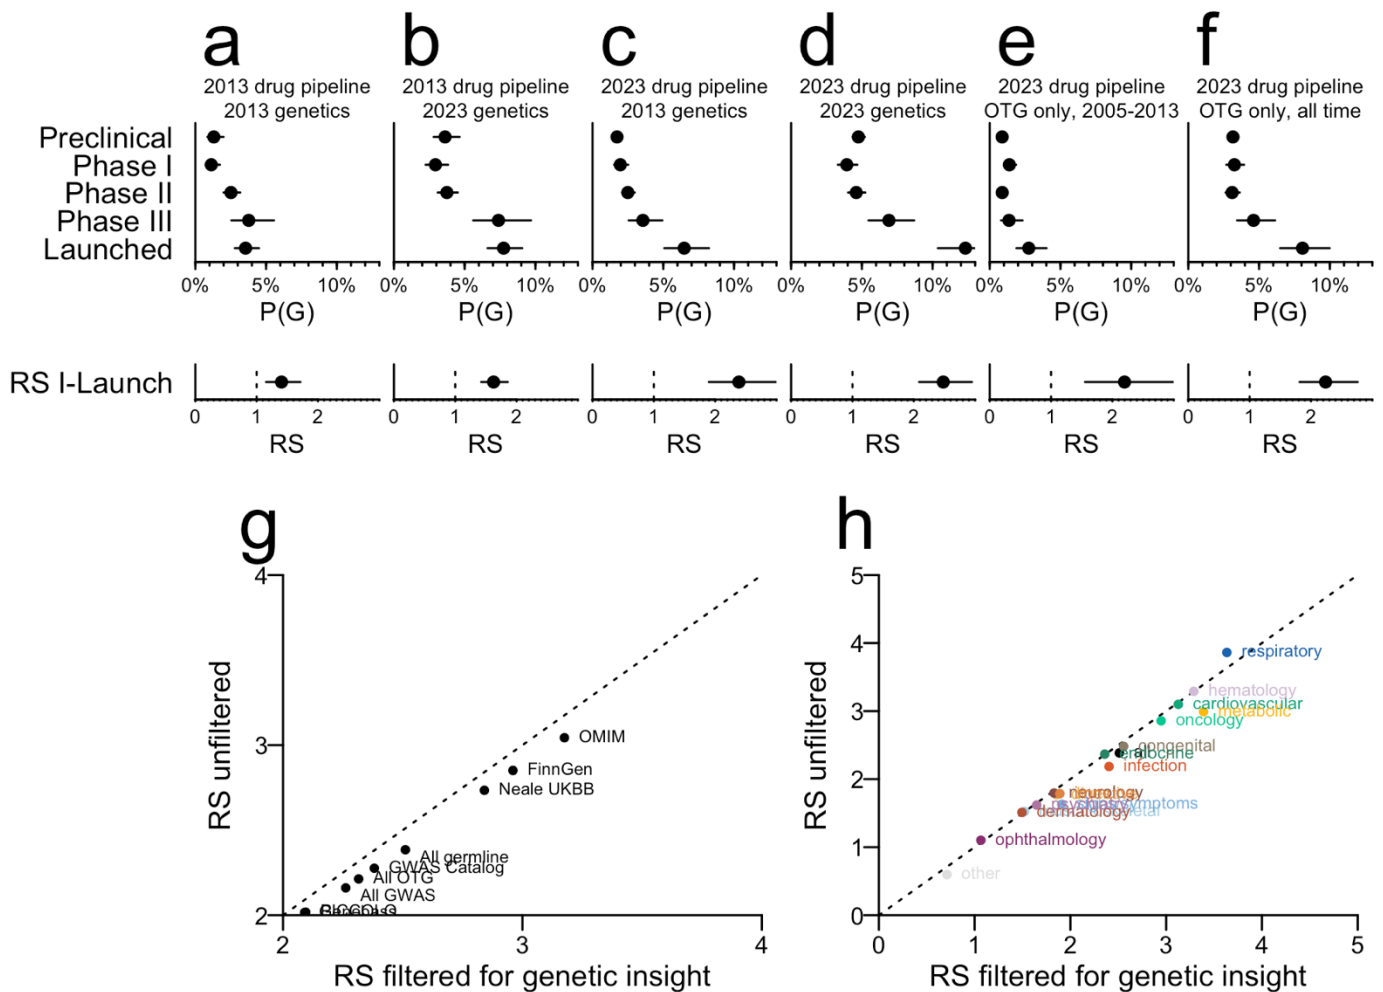 a
b
c
d
e
f
2013 drug pipeline
2013 genetics
2013 drug pipeline
2023 genetics
2023 drug pipeline
2013 genetics
2023 drug pipeline
2023 genetics
2023 drug pipeline
OTG only, 2005-2013
2023 drug pipeline
OTG only, all time
Preclinical
Phase I
Phase II
Phase III
Launched
0% 5% 10%
0% 5% 10%
0% 5% 10%
0% 5% 10%
0% 5% 10%
0% 5% 10%
P(G)
P(G)
P(G)
P(G)
P(G)
P(G)
RS I-Launch
0 1 2
0 1 2
0 1 2
0 1 2
0 1 2
0 1 2
RS
RS
RS
RS
RS
RS
g
4
3
2
RS unfiltered
OMIM
FinnGen
Neale UKBB
All germline
GWAS Catalog
All OTG
All GWAS
PICCOLO
Genebass
2 3 4
RS filtered for genetic insight
h
5
4
3
2
1
0
RS unfiltered
respiratory
hematology
cardiovascular
metabolic
oncology
congenital
endocrine
infection
neurology
psychiatry
signs/symptoms
dermatology
ophthalmology
other
0 1 2 3 4 5
RS filtered for genetic insight